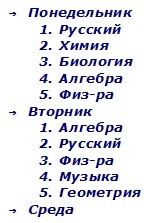 → Понедельник
1. Русский
2. Химия
3. Биология
4. Алгебра
5. Физ-ра
→ Вторник
1. Алгебра
2. Русский
3. Физ-ра
4. Музыка
5. Геометрия
→ Среда